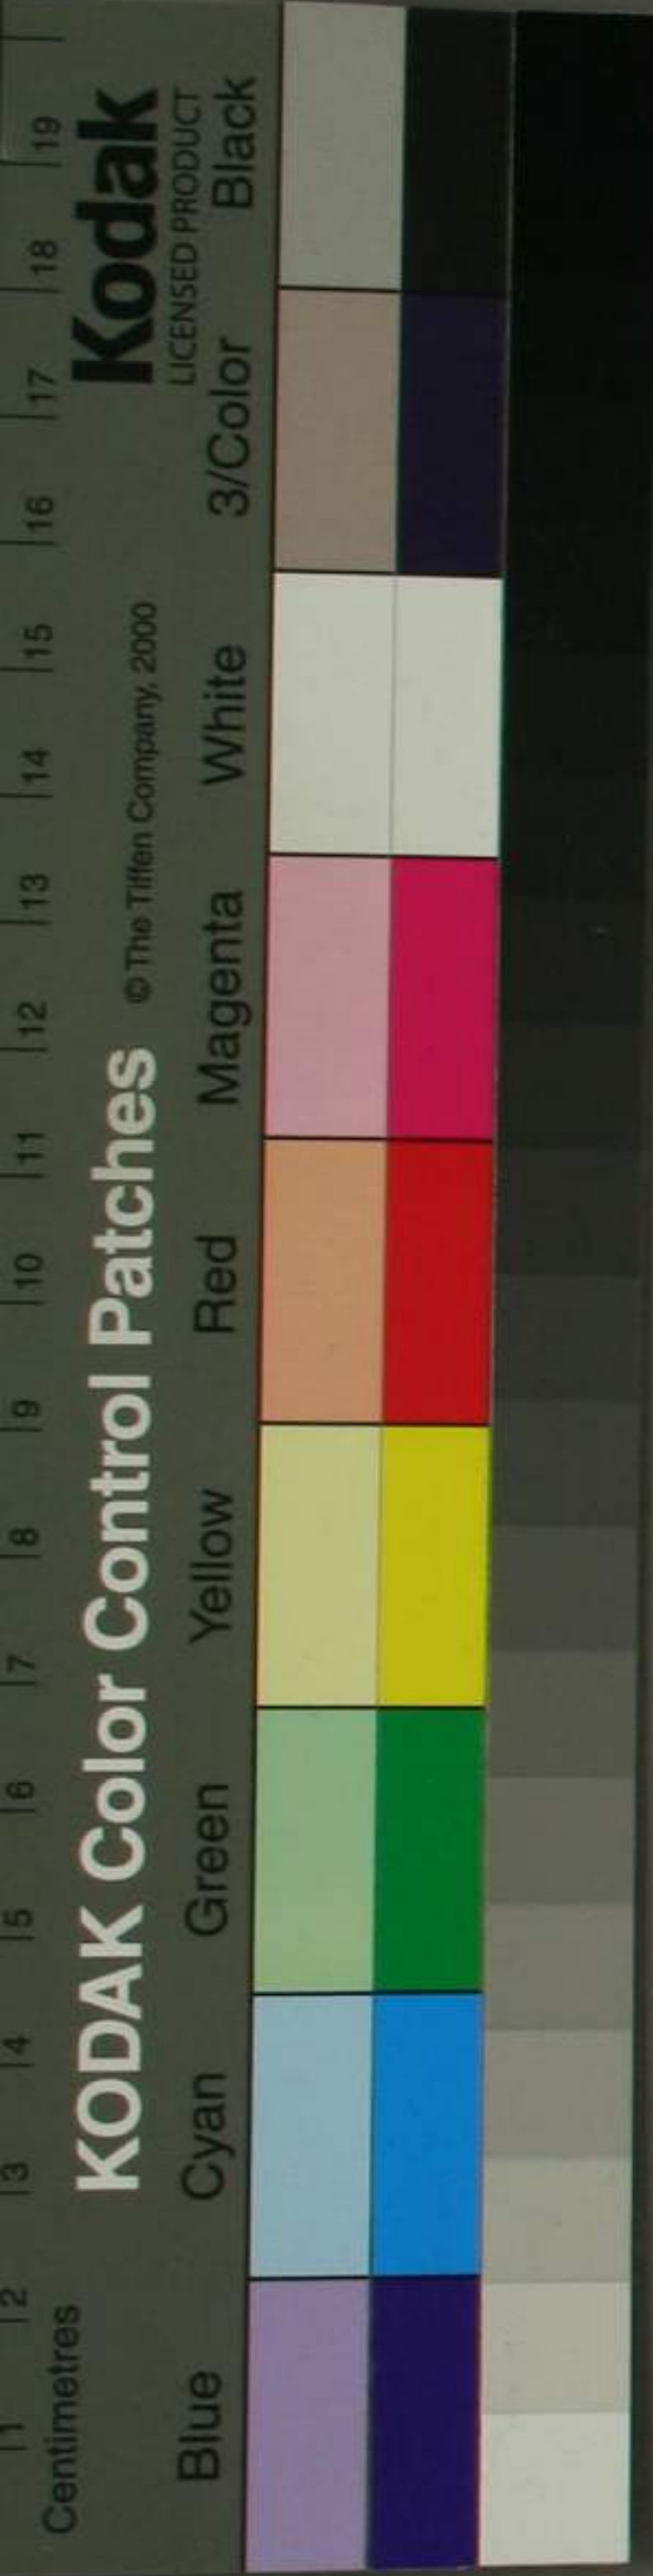 Centimetres
1 2 3 4 5 6 7 8 9 10 11 12 13 14 15 16 17 18 19
KODAK Color Control Patches © The Tiffen Company, 2000 Kodak
LICENSED PRODUCT
Blue Cyan Green Yellow Red Magenta White 3/Color Black